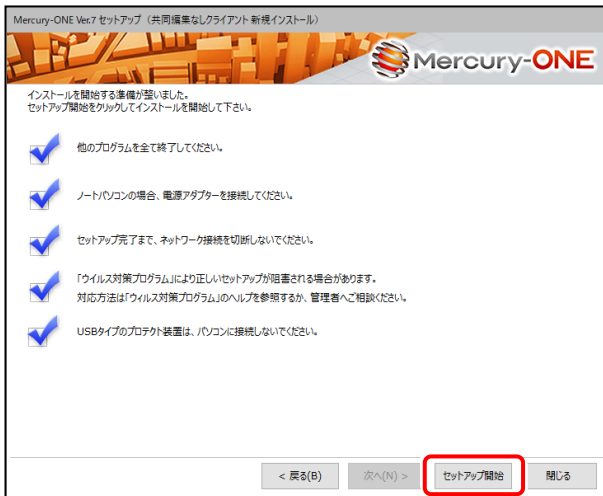 Mercury-ONE Ver.7 セットアップ（共同編集なしクライアント 新規インストール）
Mercury-ONE
インストールを開始する準備が整いました。
セットアップ開始をクリックしてインストールを開始して下さい。
他のプログラムを全て終了してください。
ノートパソコンの場合、電源アダプターを接続してください。
セットアップ完了まで、ネットワーク接続を切断しないでください。
「ウイルス対策プログラム」により正しいセットアップが阻害される場合があります。
対応方法は「ウィルス対策プログラム」のヘルプを参照するか、管理者へご相談ください。
USBタイプのプロテクト装置は、パソコンに接続しないでください。
< 戻る(B) 次へ(N) > セットアップ開始 閉じる